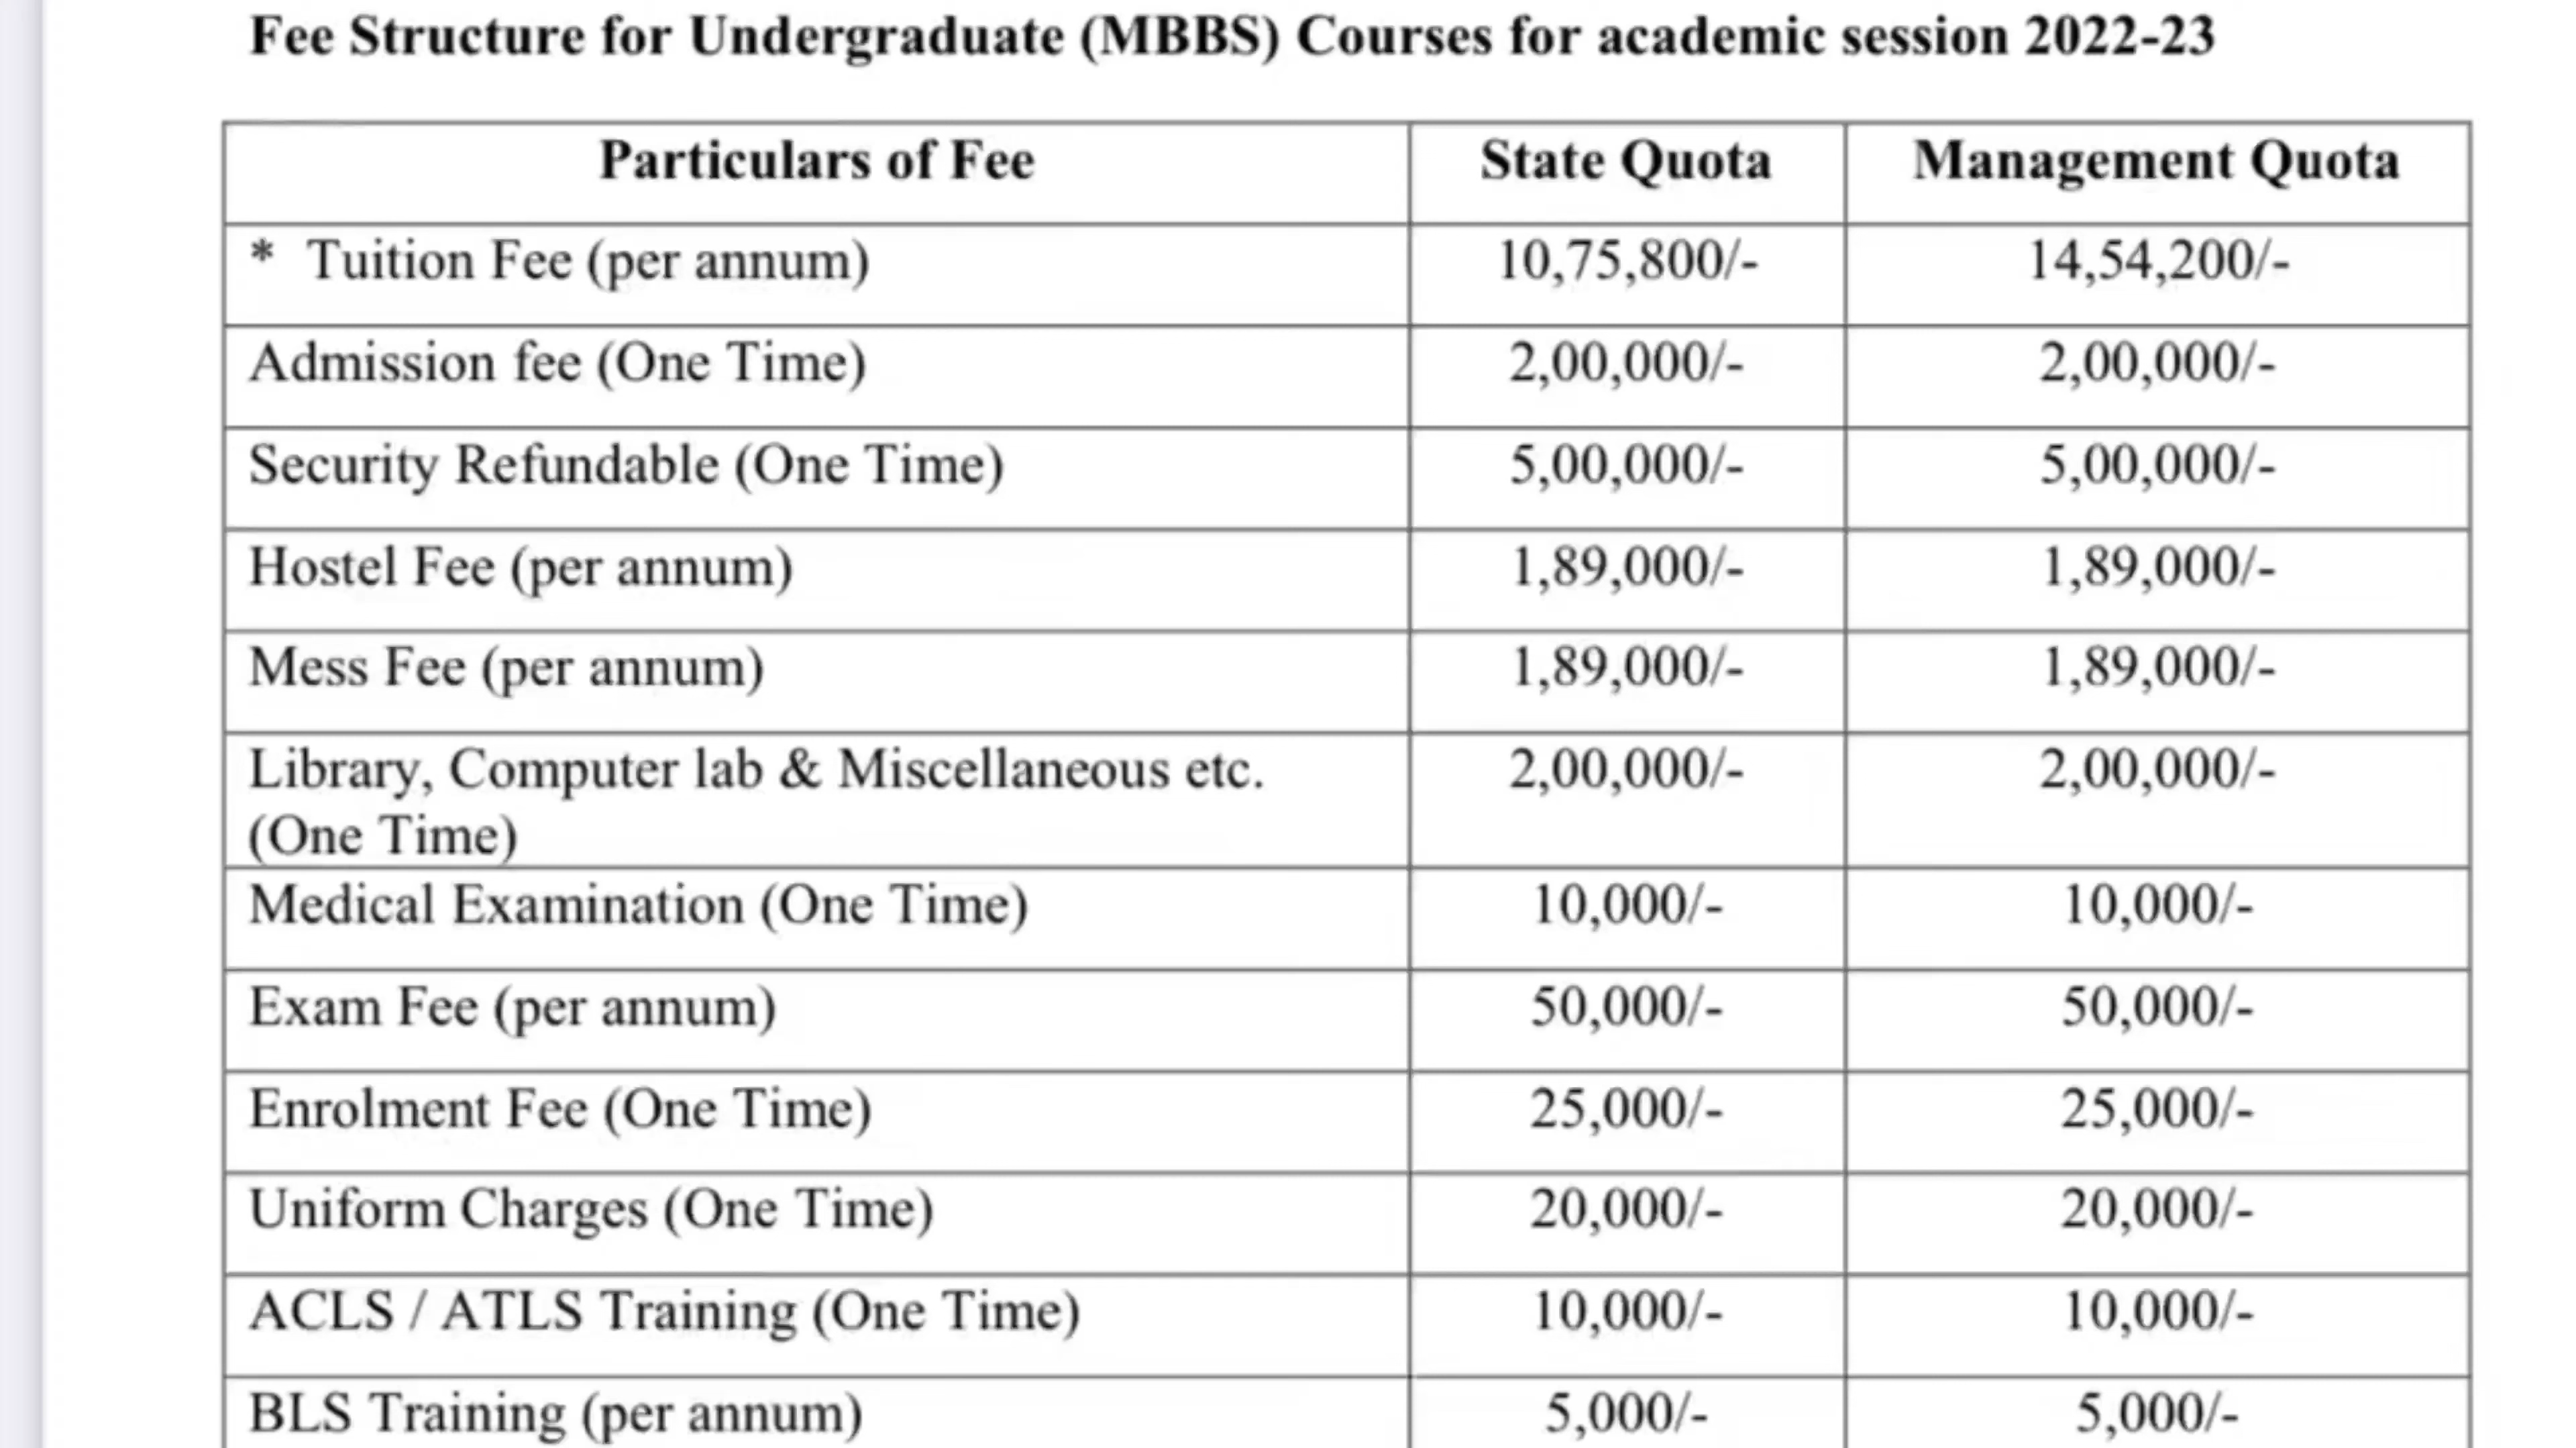 Fee Structure for Undergraduate (MBBS) Courses for academic session 2022-23
Particulars of Fee State Quota Management Quota
* Tuition Fee (per annum) 10,75,800/- 14,54,200/-
Admission fee (One Time) 2,00,000/- 2,00,000/-
Security Refundable (One Time) 5,00,000/- 5,00,000/-
Hostel Fee (per annum) 1,89,000/- 1,89,000/-
Mess Fee (per annum) 1,89,000/- 1,89,000/-
Library, Computer lab & Miscellaneous etc. 2,00,000/- 2,00,000/-
(One Time)
Medical Examination (One Time) 10,000/- 10,000/-
Exam Fee (per annum) 50,000/- 50,000/-
Enrolment Fee (One Time) 25,000/- 25,000/-
Uniform Charges (One Time) 20,000/- 20,000/-
ACLS / ATLS Training (One Time) 10,000/- 10,000/-
BLS Training (per annum) 5,000/- 5,000/-